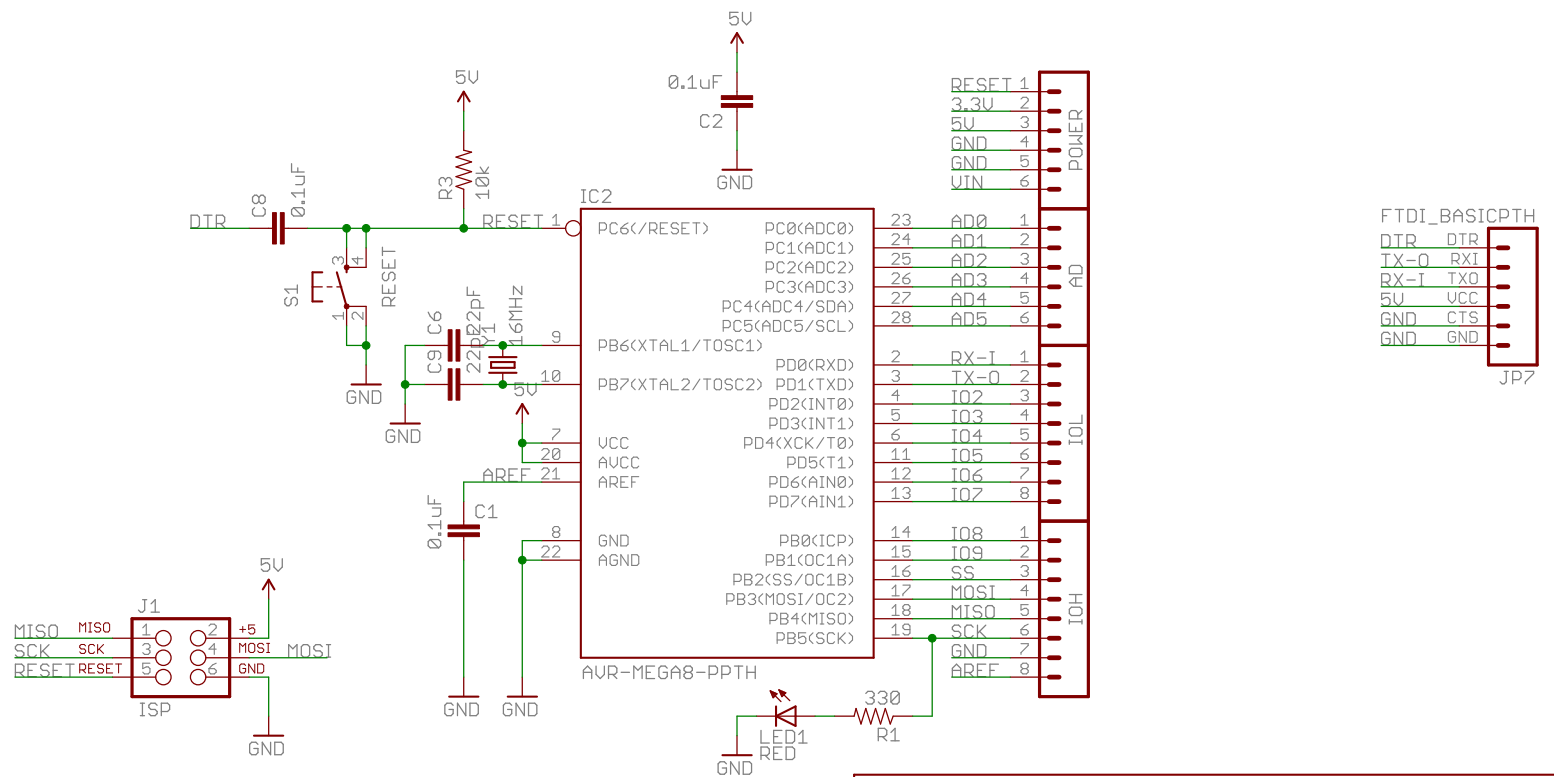 5V
0.1uF
C2
GND
5V
R3
10k
DTR
C8
0.1uF
RESET 1
S1
3 4
1 2
RESET
GND
C6
22pF
C9
22pF
Y1
16MHz
GND
9
10
5V
7
20
AREF 21
0.1uF
C1
8
22
GND
GND
IC2
PC6(/RESET)
PB6(XTAL1/TOSC1)
PB7(XTAL2/TOSC2)
VCC
AVCC
AREF
GND
AGND
PC0(ADC0) 23 AD0 1
PC1(ADC1) 24 AD1 2
PC2(ADC2) 25 AD2 3
PC3(ADC3) 26 AD3 4
PC4(ADC4/SDA) 27 AD4 5
PC5(ADC5/SCL) 28 AD5 6
AD
PD0(RXD) 2 RX-I 1
PD1(TXD) 3 TX-O 2
PD2(INT0) 4 IO2 3
PD3(INT1) 5 IO3 4
PD4(XCK/T0) 6 IO4 5
PD5(T1) 11 IO5 6
PD6(AIN0) 12 IO6 7
PD7(AIN1) 13 IO7 8
IOL
PB0(ICP) 14 IO8 1
PB1(OC1A) 15 IO9 2
PB2(SS/OC1B) 16 SS 3
PB3(MOSI/OC2) 17 MOSI 4
PB4(MISO) 18 MISO 5
PB5(SCK) 19 SCK 6
GND 7
AREF 8
IOH
AVR-MEGA8-PPTH
RESET 1
3.3V 2
5V 3
GND 4
GND 5
VIN 6
POWER
FTDI_BASICPTH
DTR DTR
TX-O RXI
RX-I TXO
5V VCC
GND CTS
GND GND
JP7
5V
J1
MISO MISO 1 2 +5
SCK SCK 3 4 MOSI MOSI
RESET RESET 5 6 GND
ISP
GND
330
R1
LED1
RED
GND